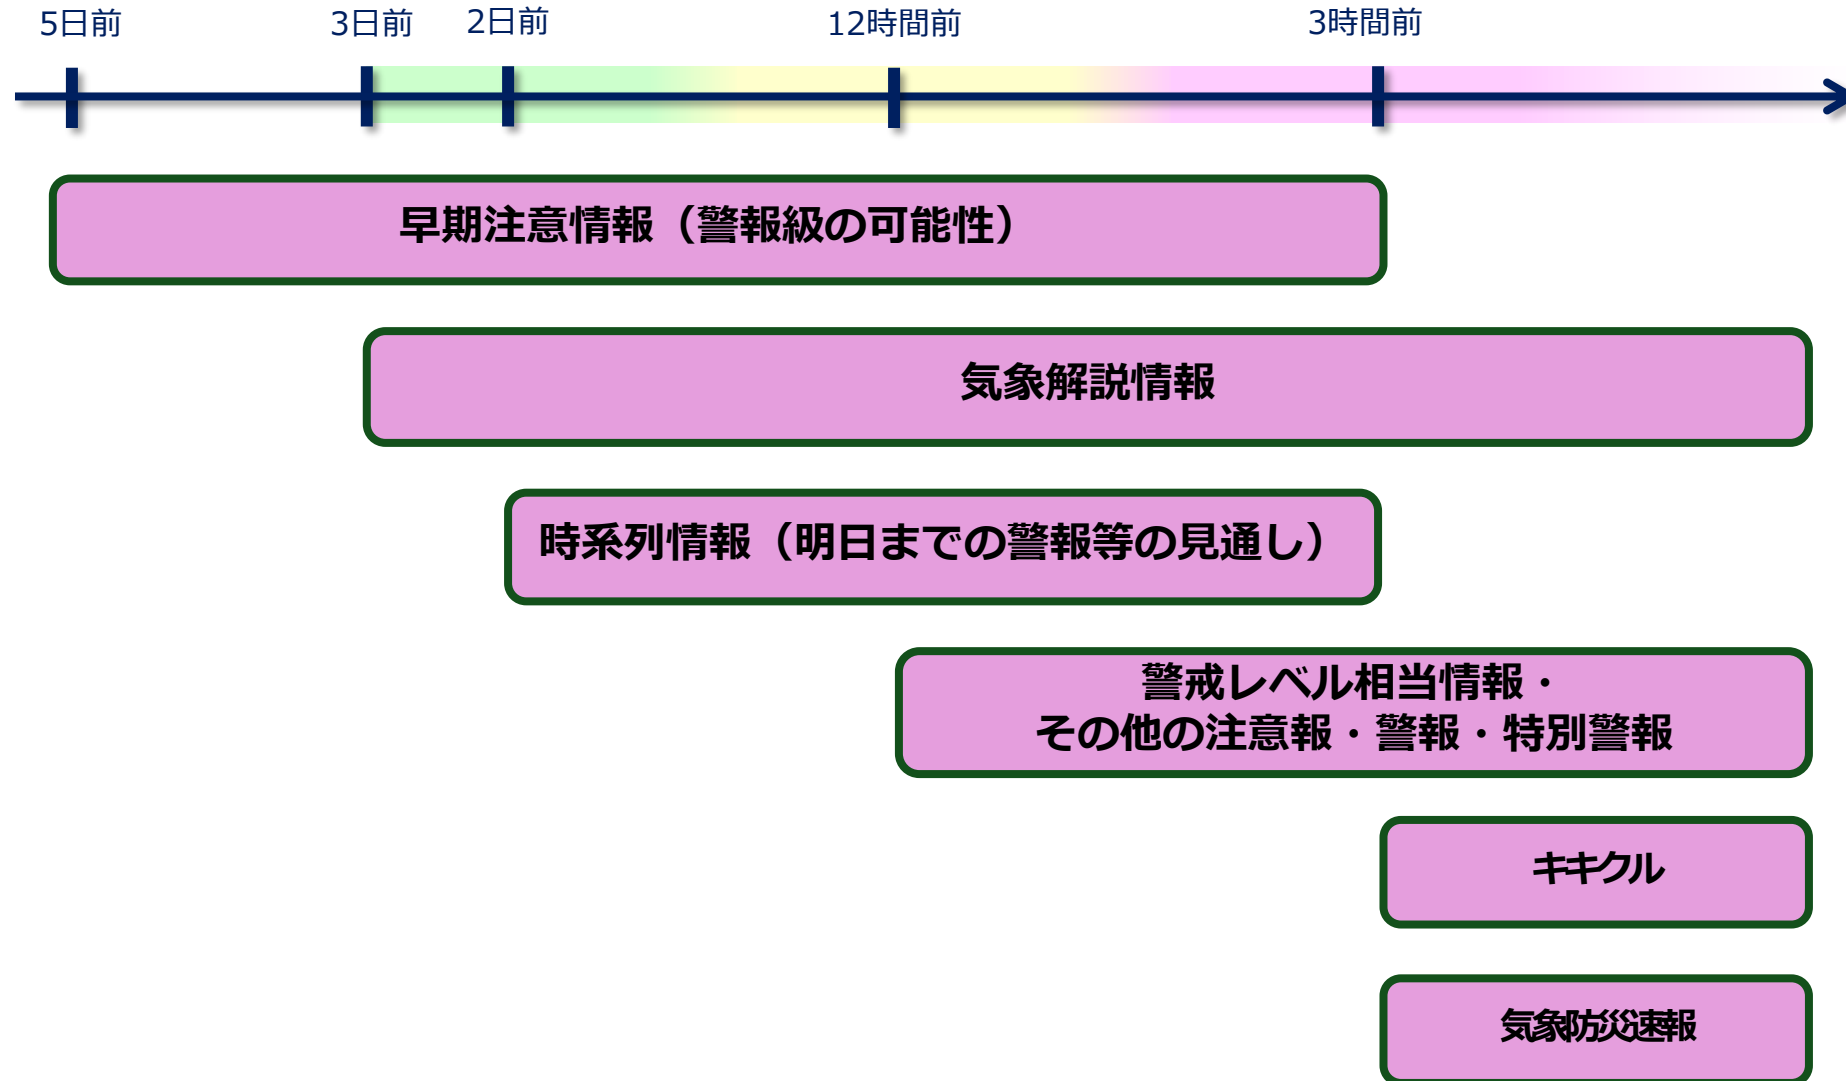 5日前
3日前
2日前
12時間前
3時間前
早期注意情報（警報級の可能性）
気象解説情報
時系列情報（明日までの警報等の見通し）
警戒レベル相当情報・
その他の注意報・警報・特別警報
キキクル
気象防災速報